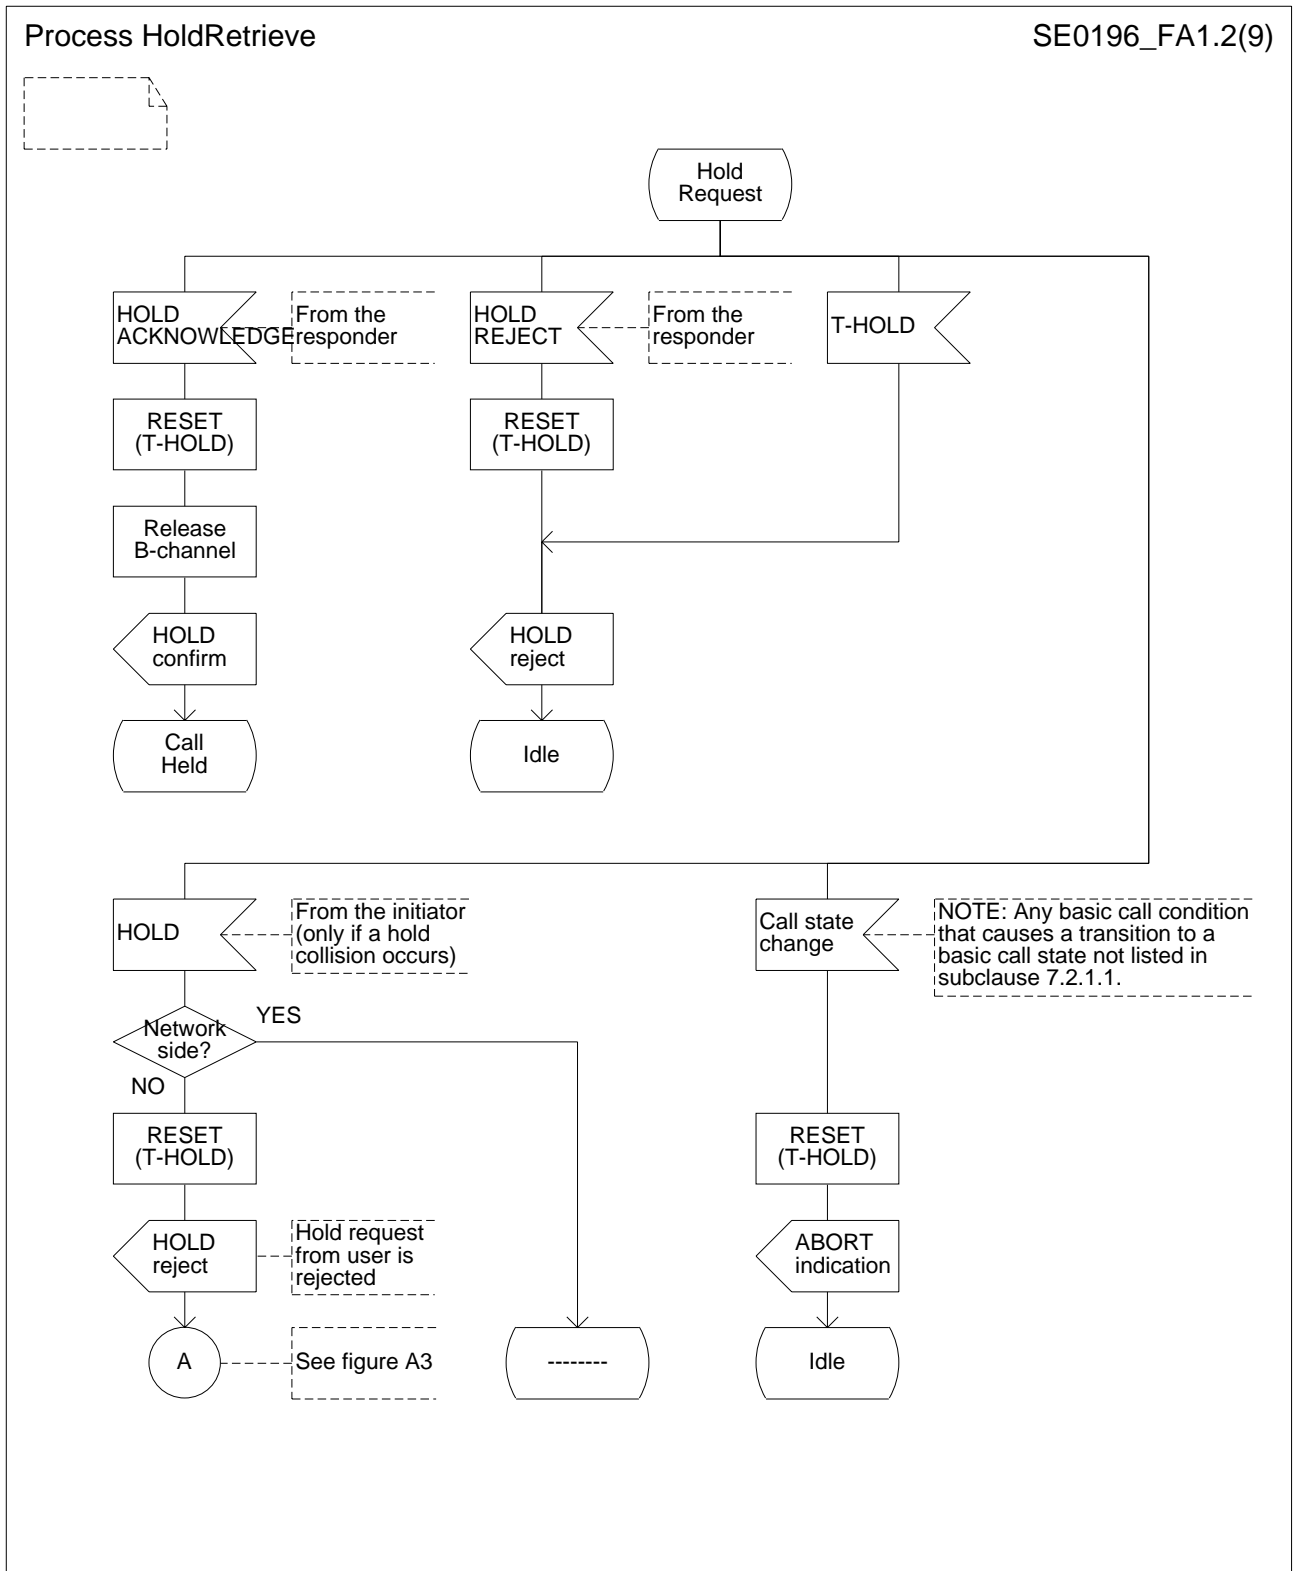 Process HoldRetrieve
SE0196_FA1.2(9)
Hold
Request
HOLD
ACKNOWLEDGE
From the
responder
HOLD
REJECT
From the
responder
T-HOLD
RESET
(T-HOLD)
RESET
(T-HOLD)
Release
B-channel
HOLD
confirm
HOLD
reject
Call
Held
Idle
HOLD
From the initiator
(only if a hold
collision occurs)
Call state
change
NOTE: Any basic call condition
that causes a transition to a
basic call state not listed in
subclause 7.2.1.1.
Network
side?
YES
NO
RESET
(T-HOLD)
RESET
(T-HOLD)
HOLD
reject
Hold request
from user is
rejected
ABORT
indication
A
See figure A3
--------
Idle